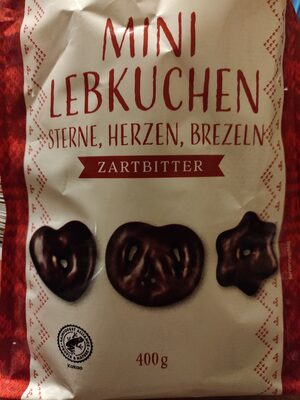 MINI
LEBKUCHEN
STERNE, HERZEN, BREZELN
ZARTBITTER
400g
Kakao